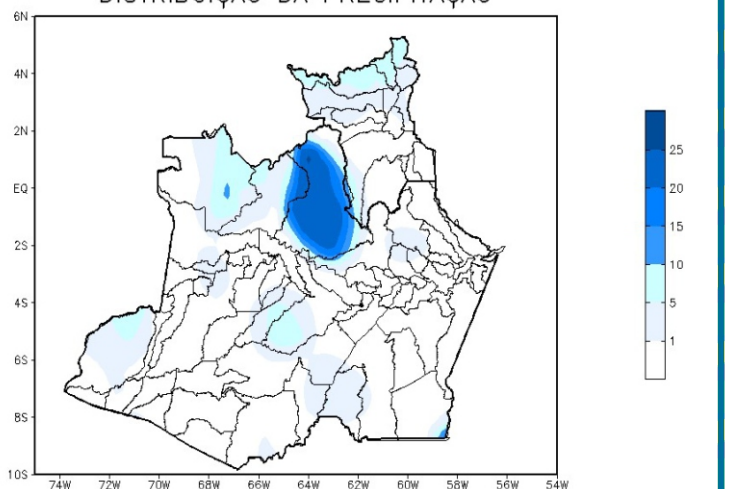 DISTRIBUIÇÃO DA PRECIPITAÇÃO
6N
4N
2N
EQ
2S
4S
6S
8S
10S
74W 72W 70W 68W 66W 64W 62W 60W 58W 56W 54W
25
20
15
10
5
1